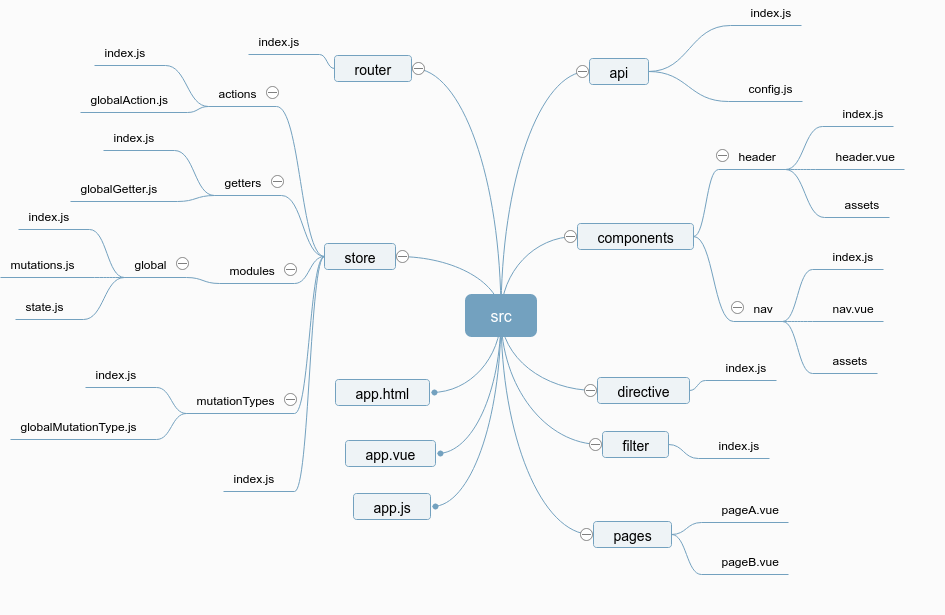 src
router
index.js
store
actions
index.js
globalAction.js
getters
index.js
globalGetter.js
modules
global
index.js
mutations.js
state.js
mutationTypes
index.js
globalMutationType.js
index.js
app.html
app.vue
app.js
api
index.js
config.js
components
header
index.js
header.vue
assets
nav
index.js
nav.vue
assets
directive
index.js
filter
index.js
pages
pageA.vue
pageB.vue